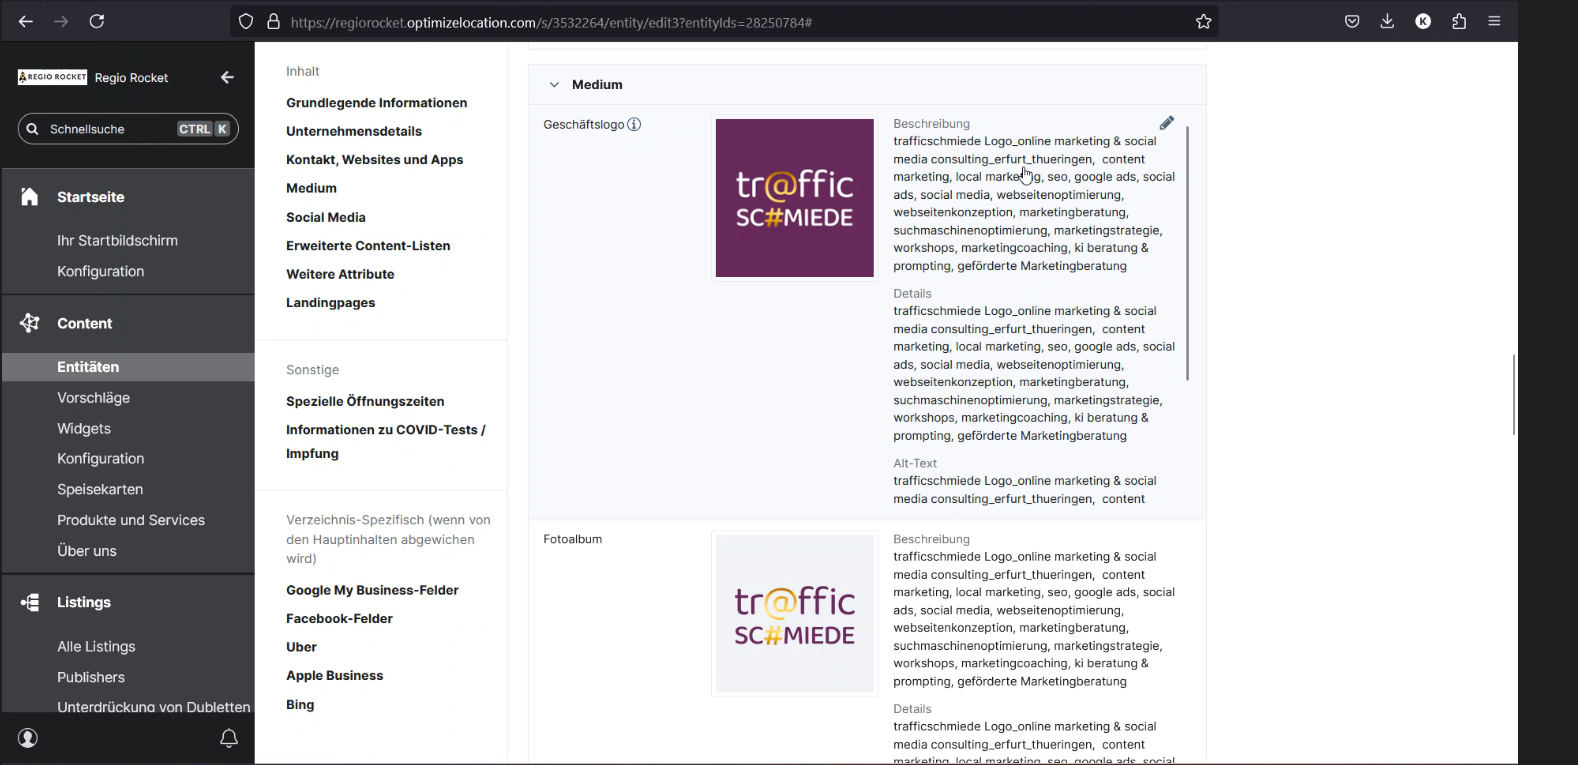 https://regiorocket.optimizelocation.com/s/3532264/entity/edit3?entityIds=28250784#
K
REGIO ROCKET Regio Rocket
Schnellsuche CTRL K
Startseite
Ihr Startbildschirm
Konfiguration
Content
Entitäten
Vorschläge
Widgets
Konfiguration
Speisekarten
Produkte und Services
Über uns
Listings
Alle Listings
Publishers
Unterdrückung von Dubletten
Inhalt
Grundlegende Informationen
Unternehmensdetails
Kontakt, Websites und Apps
Medium
Social Media
Erweiterte Content-Listen
Weitere Attribute
Landingpages
Sonstige
Spezielle Öffnungszeiten
Informationen zu COVID-Tests /
Impfung
Verzeichnis-Spezifisch (wenn von
den Hauptinhalten abgewichen
wird)
Google My Business-Felder
Facebook-Felder
Uber
Apple Business
Bing
Medium
Geschäftslogo
tr@ffic
SC#MIEDE
Beschreibung
trafficschmiede Logo_online marketing & social
media consulting_erfurt_thueringen, content
marketing, local marketing, seo, google ads, social
ads, social media, webseitenoptimierung,
webseitenkonzeption, marketingberatung,
suchmaschinenoptimierung, marketingstrategie,
workshops, marketingcoaching, ki beratung &
prompting, geförderte Marketingberatung
Details
trafficschmiede Logo_online marketing & social
media consulting_erfurt_thueringen, content
marketing, local marketing, seo, google ads, social
ads, social media, webseitenoptimierung,
webseitenkonzeption, marketingberatung,
suchmaschinenoptimierung, marketingstrategie,
workshops, marketingcoaching, ki beratung &
prompting, geförderte Marketingberatung
Alt-Text
trafficschmiede Logo_online marketing & social
media consulting_erfurt_thueringen, content
Fotoalbum
tr@ffic
SC#MIEDE
Beschreibung
trafficschmiede Logo_online marketing & social
media consulting_erfurt_thueringen, content
marketing, local marketing, seo, google ads, social
ads, social media, webseitenoptimierung,
webseitenkonzeption, marketingberatung,
suchmaschinenoptimierung, marketingstrategie,
workshops, marketingcoaching, ki beratung &
prompting, geförderte Marketingberatung
Details
trafficschmiede Logo_online marketing & social
media consulting_erfurt_thueringen, content
marketing, local marketing, seo, google ads, social